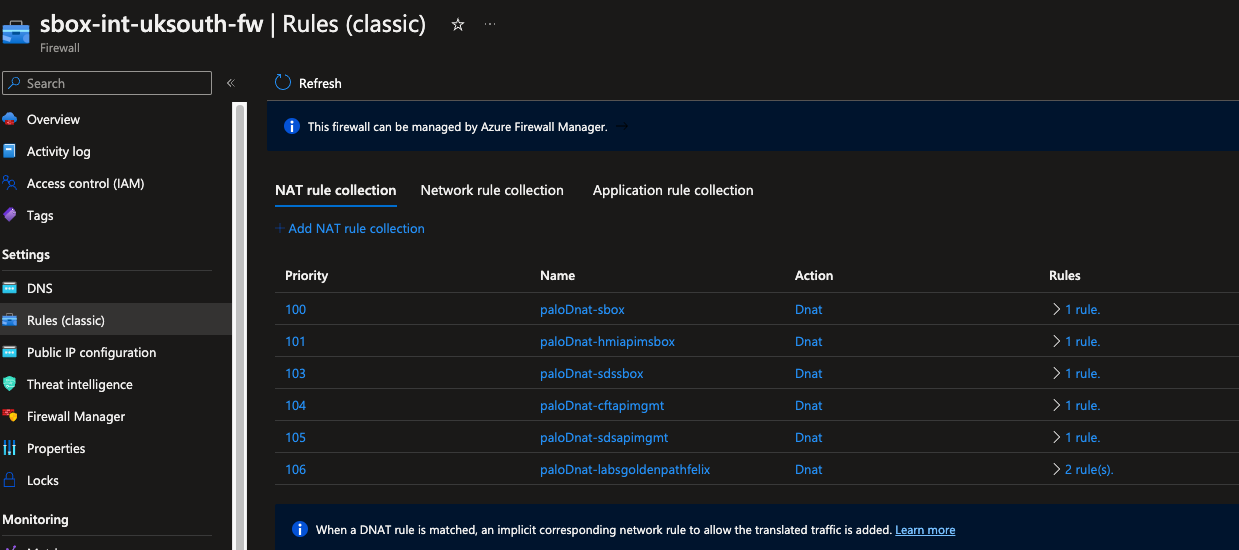 sbox-int-uksouth-fw | Rules (classic)
Firewall
Search
Refresh
Overview
Activity log
Access control (IAM)
Tags
Settings
DNS
Rules (classic)
Public IP configuration
Threat intelligence
Firewall Manager
Properties
Locks
Monitoring
This firewall can be managed by Azure Firewall Manager.
NAT rule collection Network rule collection Application rule collection
+ Add NAT rule collection
Priority Name Action Rules
100 paloDnat-sbox Dnat 1 rule.
101 paloDnat-hmiapimsbox Dnat 1 rule.
103 paloDnat-sdssbox Dnat 1 rule.
104 paloDnat-cftapimgmt Dnat 1 rule.
105 paloDnat-sdsapimgmt Dnat 1 rule.
106 paloDnat-labsgoldenpathfelix Dnat 2 rule(s).
When a DNAT rule is matched, an implicit corresponding network rule to allow the translated traffic is added. Learn more